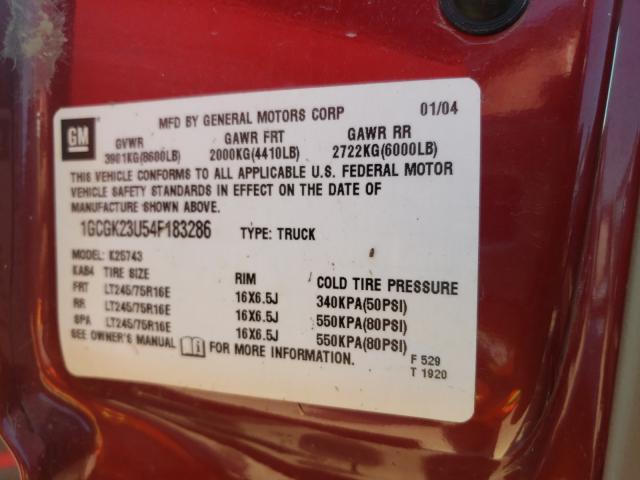 MFD BY GENERAL MOTORS CORP 01/04
GM
GVWR GAWR FRT GAWR RR
3901KG(8600LB) 2000KG(4410LB) 2722KG(6000LB)
THIS VEHICLE CONFORMS TO ALL APPLICABLE U.S. FEDERAL MOTOR
VEHICLE SAFETY STANDARDS IN EFFECT ON THE DATE OF
MANUFACTURE SHOWN ABOVE.
1GCGK23U54F183286 TYPE: TRUCK
MODEL: K25743
KAB4 TIRE SIZE RIM COLD TIRE PRESSURE
FRT LT245/75R16E 16X6.5J 340KPA(50PSI)
RR LT245/75R16E 16X6.5J 550KPA(80PSI)
SPA LT245/75R16E 16X6.5J 550KPA(80PSI)
SEE OWNER'S MANUAL FOR MORE INFORMATION.
F 529
T 1920